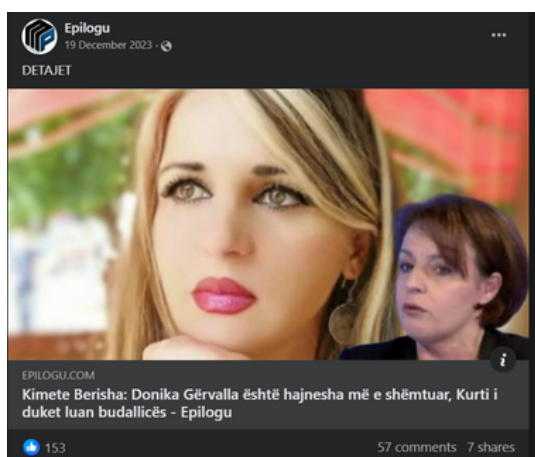 Epilogu
19 December 2023
DETAJET
EPILOGU.COM
Kimete Berisha: Donika Gërvalla është hajnesha më e shëmtuar, Kurti i
duket luan budallicës - Epilogu
153
57 comments 7 shares